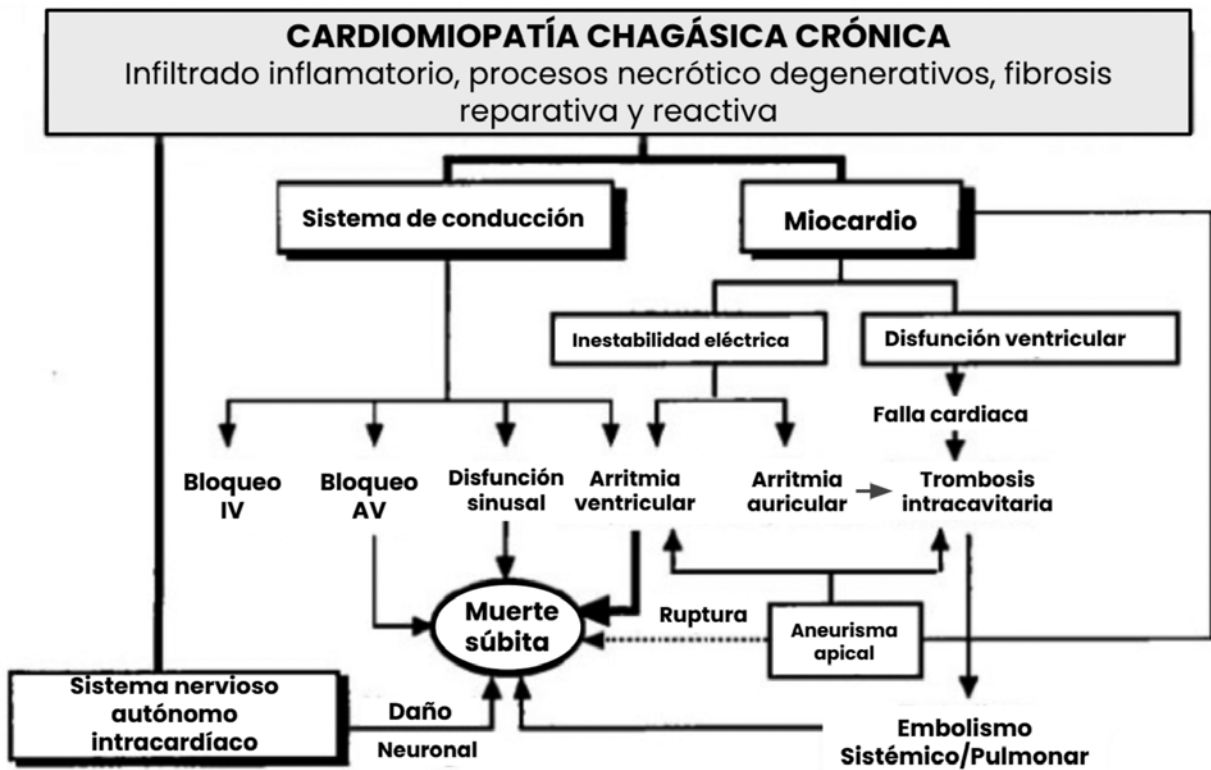 CARDIOMIOPATÍA CHAGÁSICA CRÓNICA
Infiltrado inflamatorio, procesos necrótico degenerativos, fibrosis
reparativa y reactiva
Sistema de conducción
Miocardio
Inestabilidad eléctrica
Disfunción ventricular
Falla cardiaca
Bloqueo
IV
Bloqueo
AV
Disfunción
sinusal
Arritmia
ventricular
Arritmia
auricular
Trombosis
intracavitaria
Muerte
súbita
Ruptura
Aneurisma
apical
Sistema nervioso
autónomo
intracardíaco
Daño
Neuronal
Embolismo
Sistémico/Pulmonar